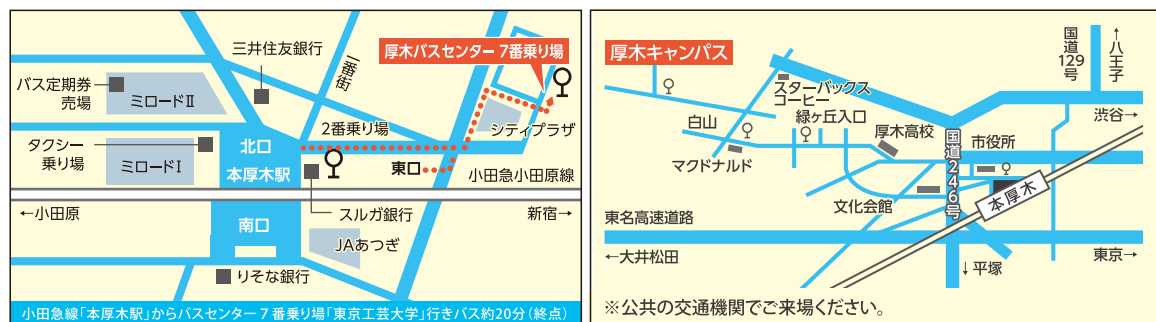 三井住友銀行
一番街
厚木バスセンター 7番乗り場
バス定期券
売場
ミロードⅡ
2番乗り場
シティプラザ
タクシー
乗り場
ミロードⅠ
北口
本厚木駅
東口
小田急小田原線
←小田原
新宿→
スルガ銀行
南口
JAあつぎ
りそな銀行
小田急線「本厚木駅」からバスセンター7番乗り場「東京工芸大学」行きバス約20分(終点)
厚木キャンパス
国道129号
↑八王子
スターバックス
コーヒー
白山
緑ヶ丘入口
厚木高校
国道246号
市役所
渋谷→
マクドナルド
本厚木
文化会館
東名高速道路
←大井松田
↓平塚
東京→
※公共の交通機関でご来場ください。